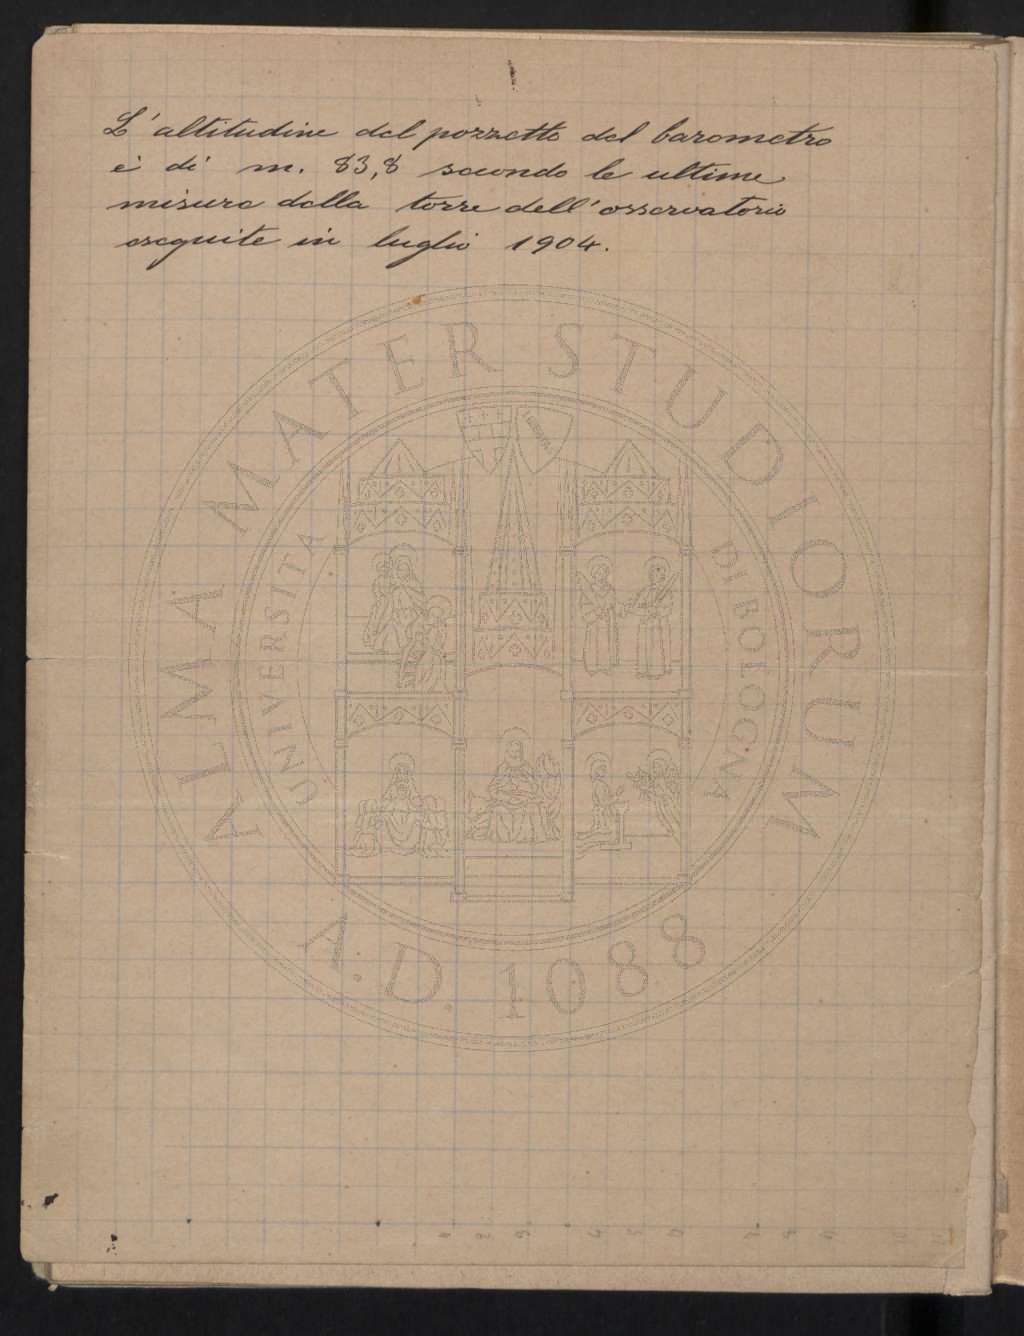 L'altitudine del pozzetto del barometro
è di m. 83,8 secondo le ultime
misure della torre dell'osservatorio
eseguite in luglio 1904.
ALMA MATER STUDIORUM
UNIVERSITÀ DI BOLOGNA
A.D. 1088